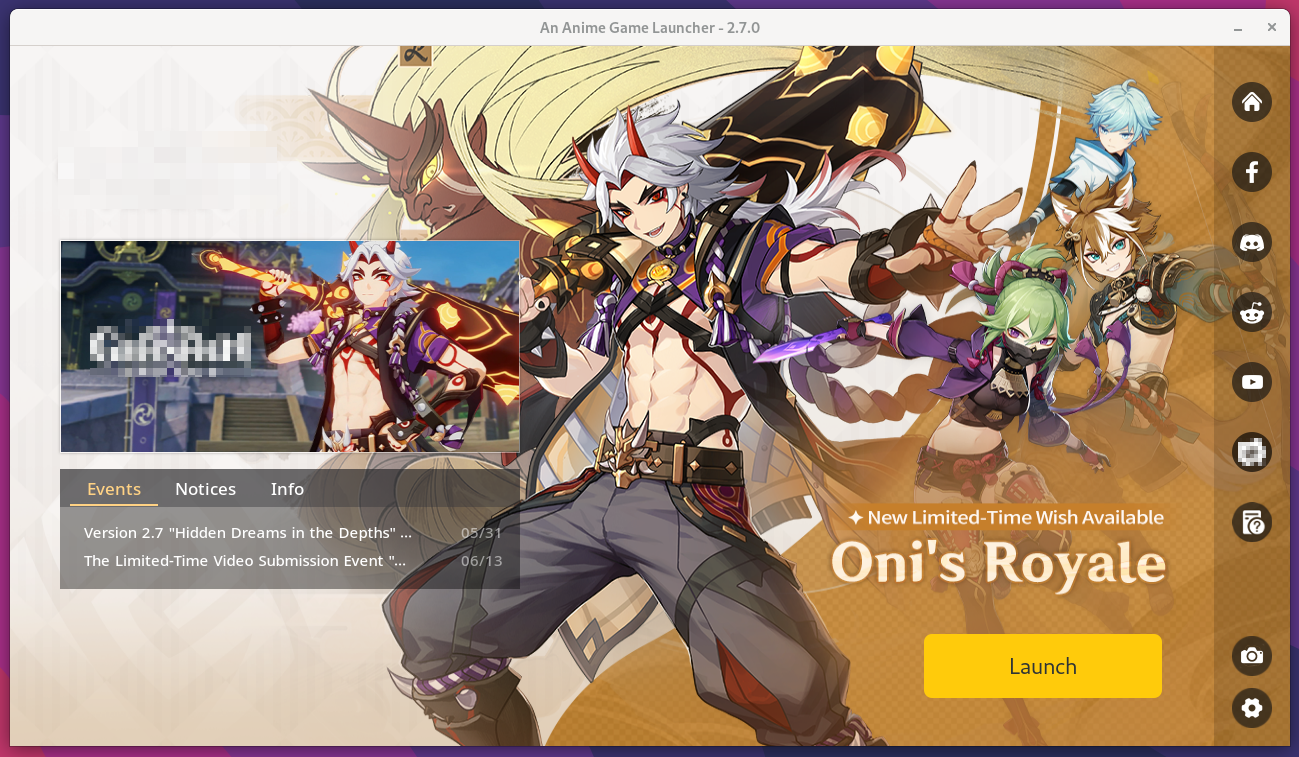 An Anime Game Launcher - 2.7.0
Events Notices Info
Version 2.7 "Hidden Dreams in the Depths" ... 05/31
The Limited-Time Video Submission Event "... 06/13
✦ New Limited-Time Wish Available
Oni's Royale
Launch